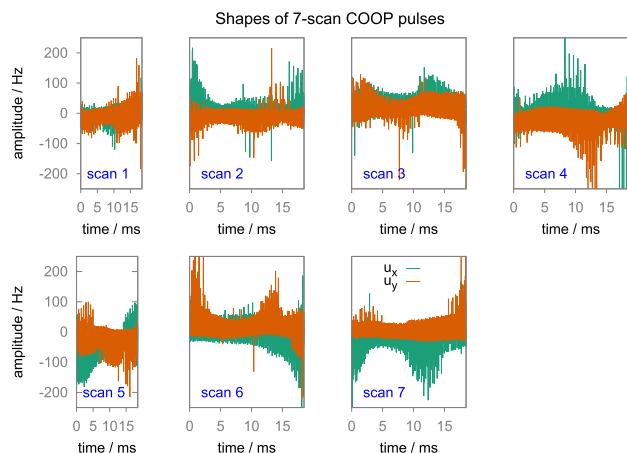 Shapes of 7-scan COOP pulses
amplitude / Hz
200
100
0
-100
-200
scan 1
scan 2
scan 3
scan 4
0 5 10 15
0 5 10 15
0 5 10 15
0 5 10 15
time / ms
time / ms
time / ms
time / ms
amplitude / Hz
200
100
0
-100
-200
u_x
u_y
scan 5
scan 6
scan 7
0 5 10 15
0 5 10 15
0 5 10 15
time / ms
time / ms
time / ms